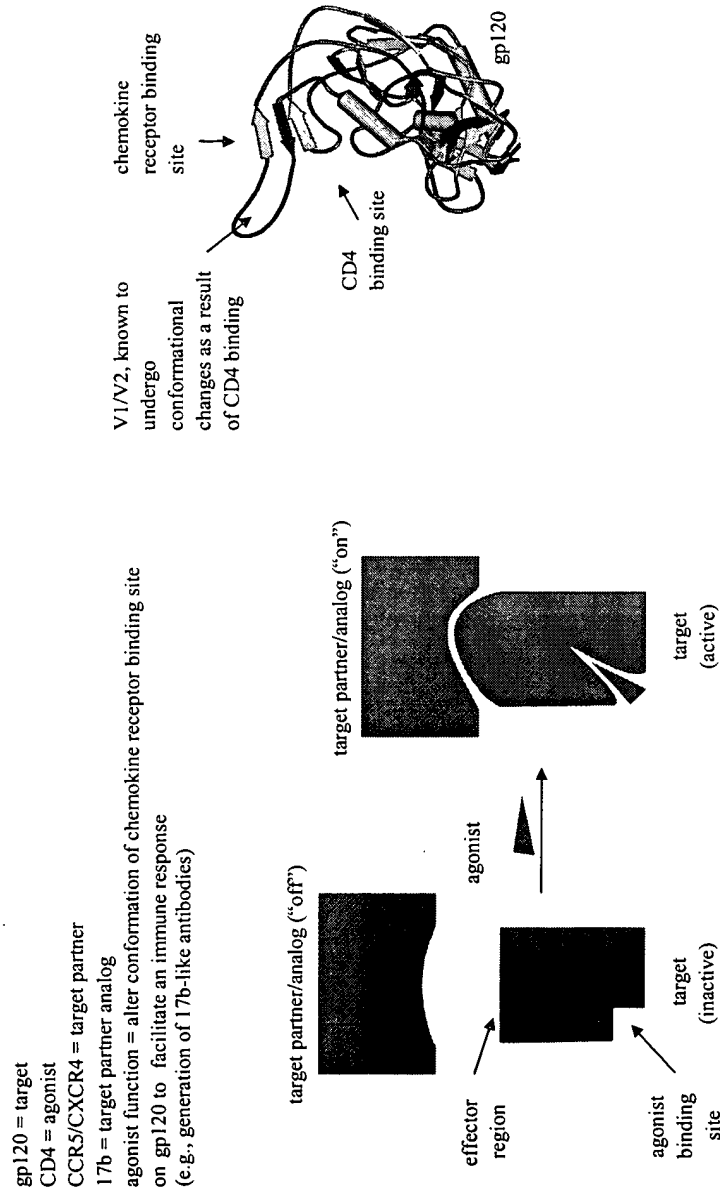 gp120 = target
CD4 = agonist
CCR5/CXCR4 = target partner
17b = target partner analog
agonist function = alter conformation of chemokine receptor binding site
on gp120 to facilitate an immune response
(e.g., generation of 17b-like antibodies)
target partner/analog ("off")
effector
region
agonist
binding
site
target
(inactive)
agonist
target partner/analog ("on")
target
(active)
V1/V2, known to
undergo
conformational
changes as a result
of CD4 binding
chemokine
receptor binding
site
CD4
binding site
gp120